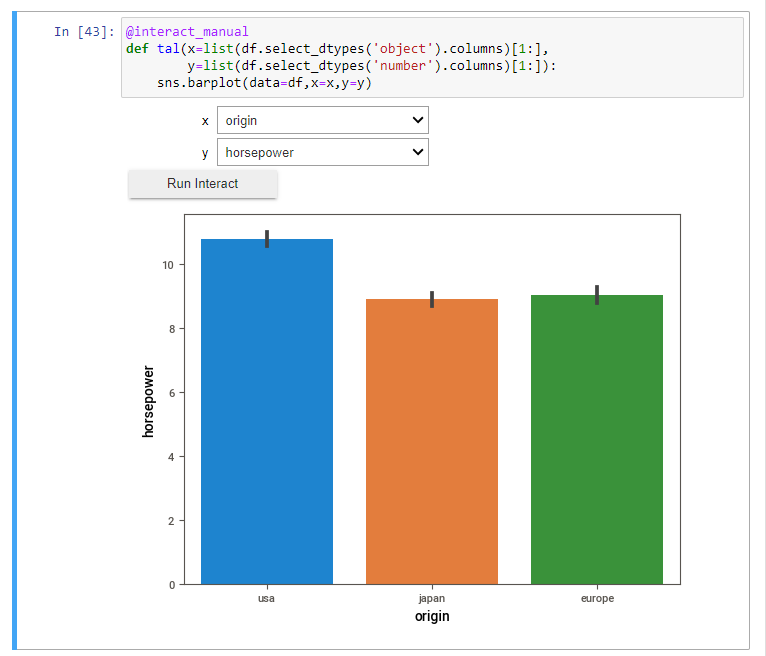 In [43]: @interact_manual
def tal(x=list(df.select_dtypes('object').columns)[1:],
        y=list(df.select_dtypes('number').columns)[1:]):
    sns.barplot(data=df,x=x,y=y)
x origin
y horsepower
Run Interact
10
8
6
4
2
0
horsepower
usa japan europe
origin